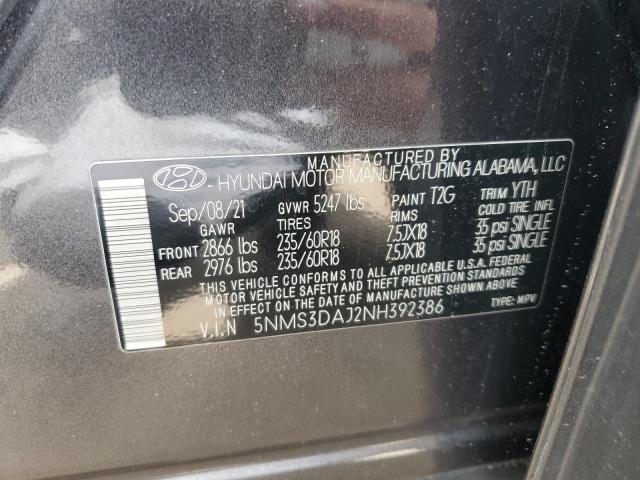 MANUFACTURED BY
- HYUNDAI MOTOR MANUFACTURING ALABAMA, LLC
Sep/08/21 GVWR 5247 lbs PAINT T2G TRIM YTH
GAWR TIRES RIMS COLD TIRE INFL
FRONT 2866 lbs 235/60R18 7.5JX18 35 psi SINGLE
REAR 2976 lbs 235/60R18 7.5JX18 35 psi SINGLE
THIS VEHICLE CONFORMS TO ALL APPLICABLE U.S.A. FEDERAL
MOTOR VEHICLE SAFETY AND THEFT PREVENTION STANDARDS
IN EFFECT ON THE DATE OF MANUFACTURE SHOWN ABOVE
V.I.N 5NMS3DAJ2NH392386 TYPE: MPV